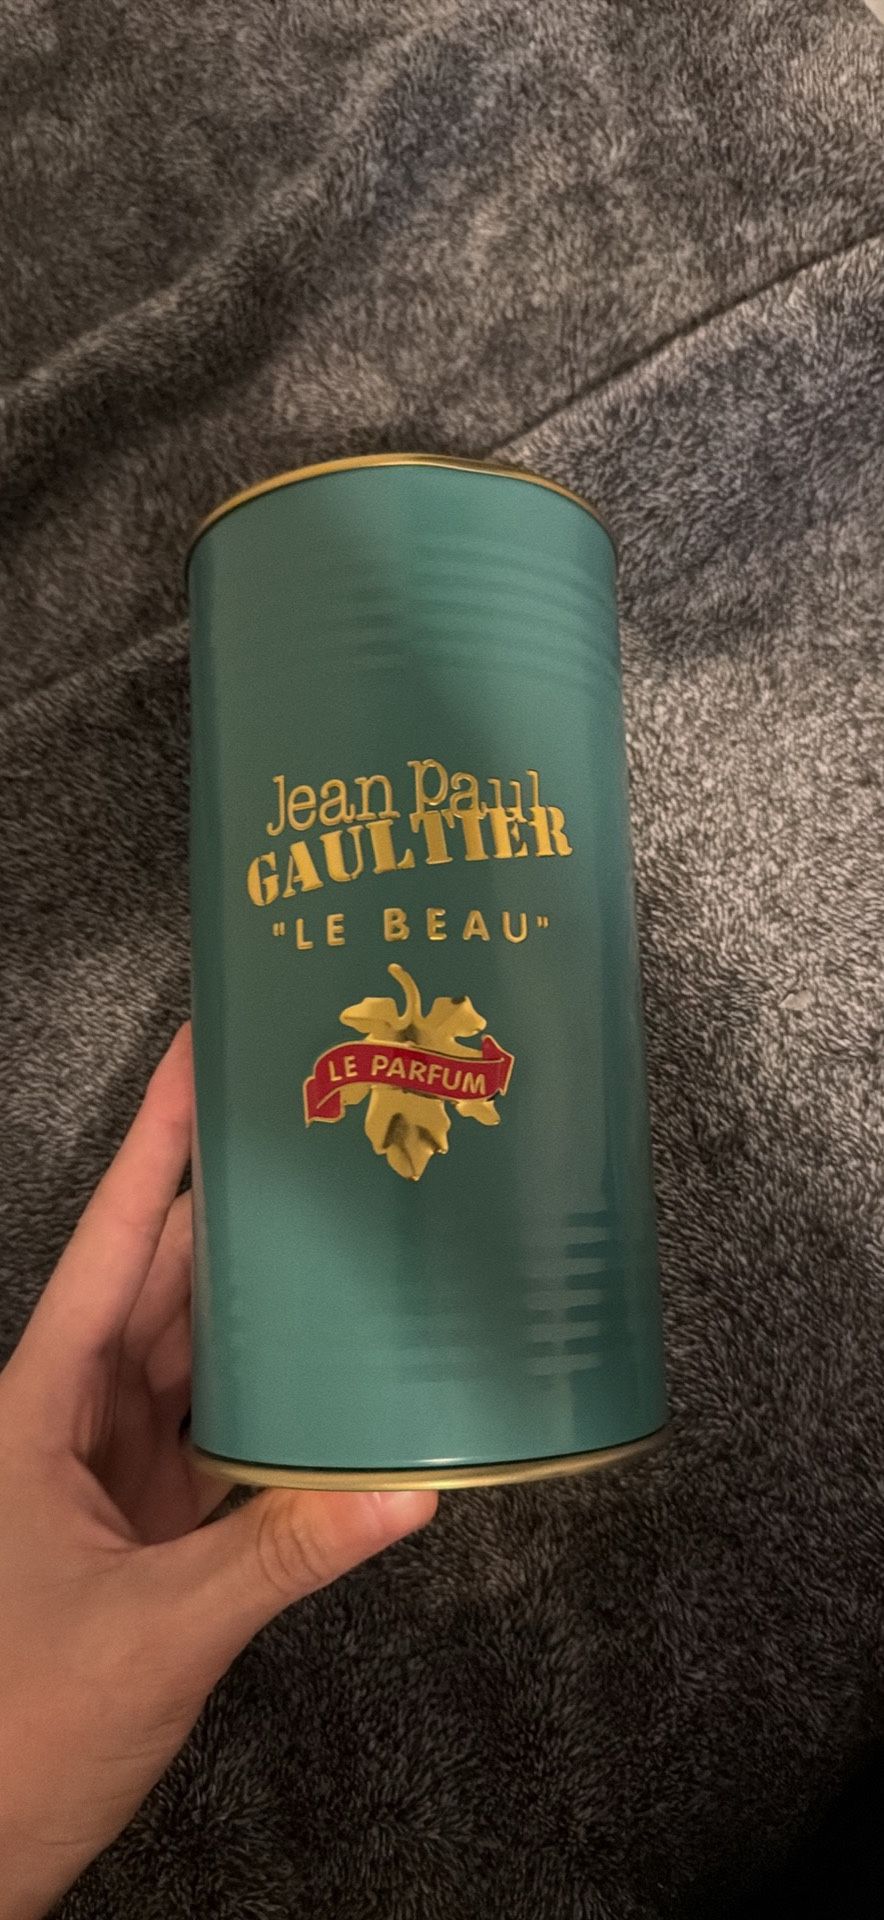 Jean Paul
GAULTIER
"LE BEAU"
LE PARFUM